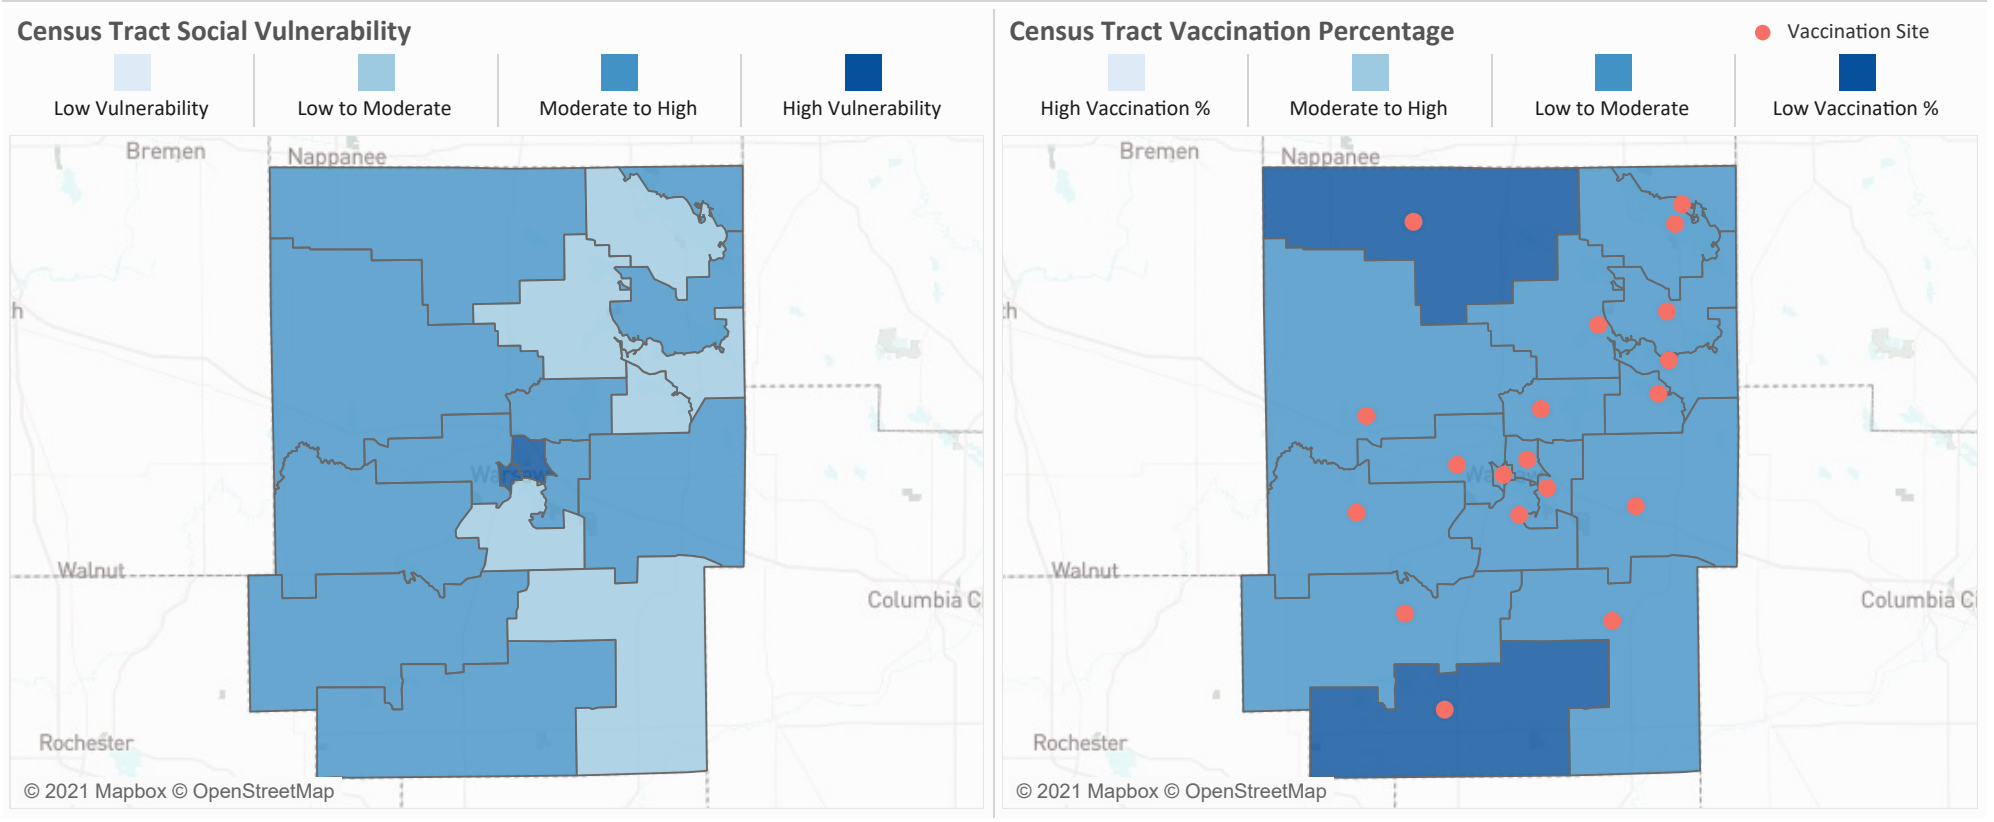 Census Tract Social Vulnerability
Low Vulnerability
Low to Moderate
Moderate to High
High Vulnerability
Bremen
Nappanee
h
Warsaw
Walnut
Columbia C
Rochester
© 2021 Mapbox © OpenStreetMap
Census Tract Vaccination Percentage
Vaccination Site
High Vaccination %
Moderate to High
Low to Moderate
Low Vaccination %
Bremen
Nappanee
th
Walnut
Columbia Ci
Rochester
© 2021 Mapbox © OpenStreetMap